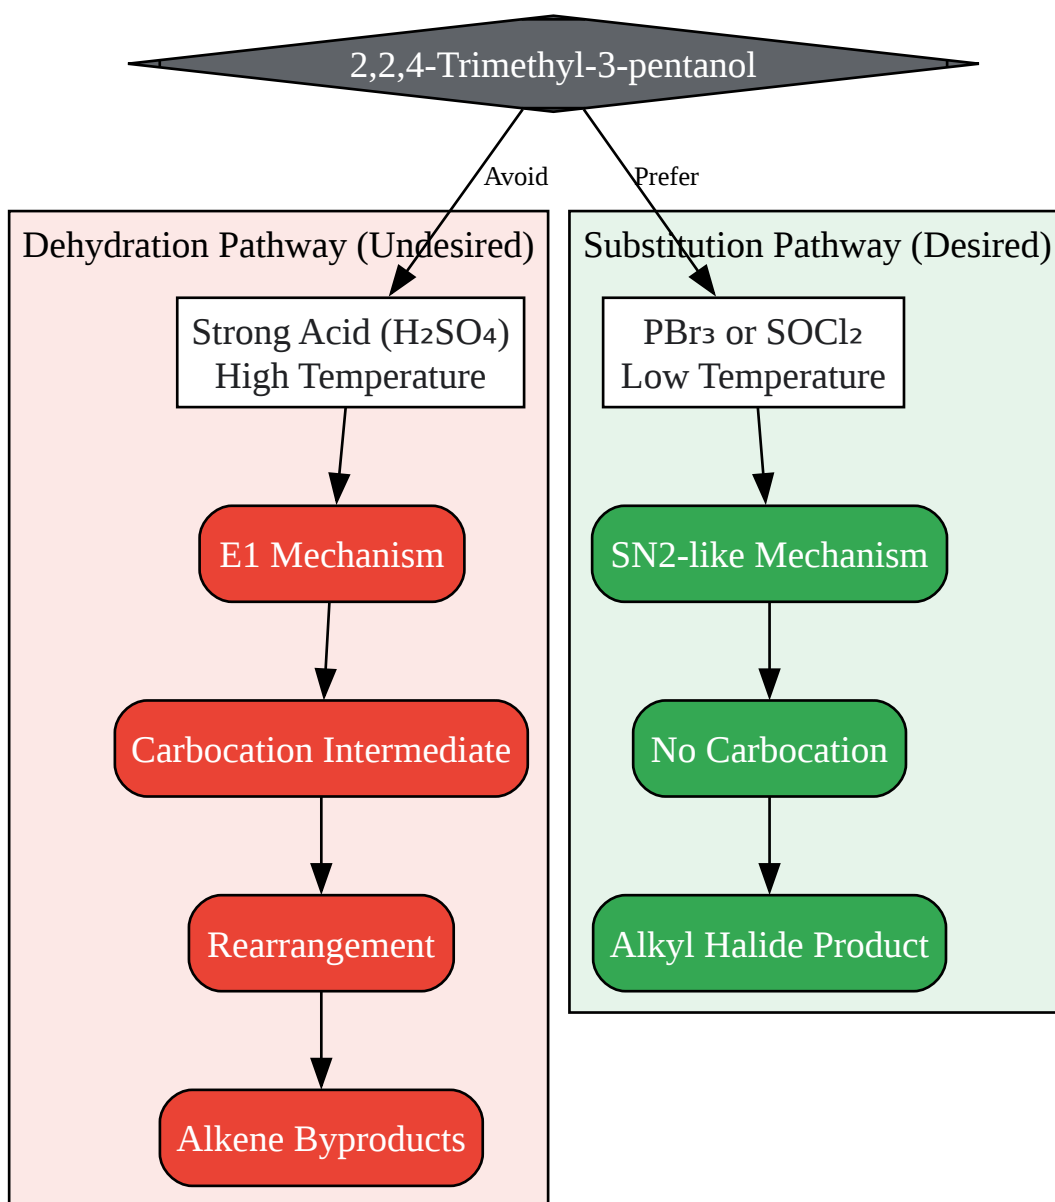 2,2,4-Trimethyl-3-pentanol
Avoid
Prefer
Dehydration Pathway (Undesired)
Strong Acid (H₂SO₄)
High Temperature
E1 Mechanism
Carbocation Intermediate
Rearrangement
Alkene Byproducts
Substitution Pathway (Desired)
PBr₃ or SOCl₂
Low Temperature
SN2-like Mechanism
No Carbocation
Alkyl Halide Product